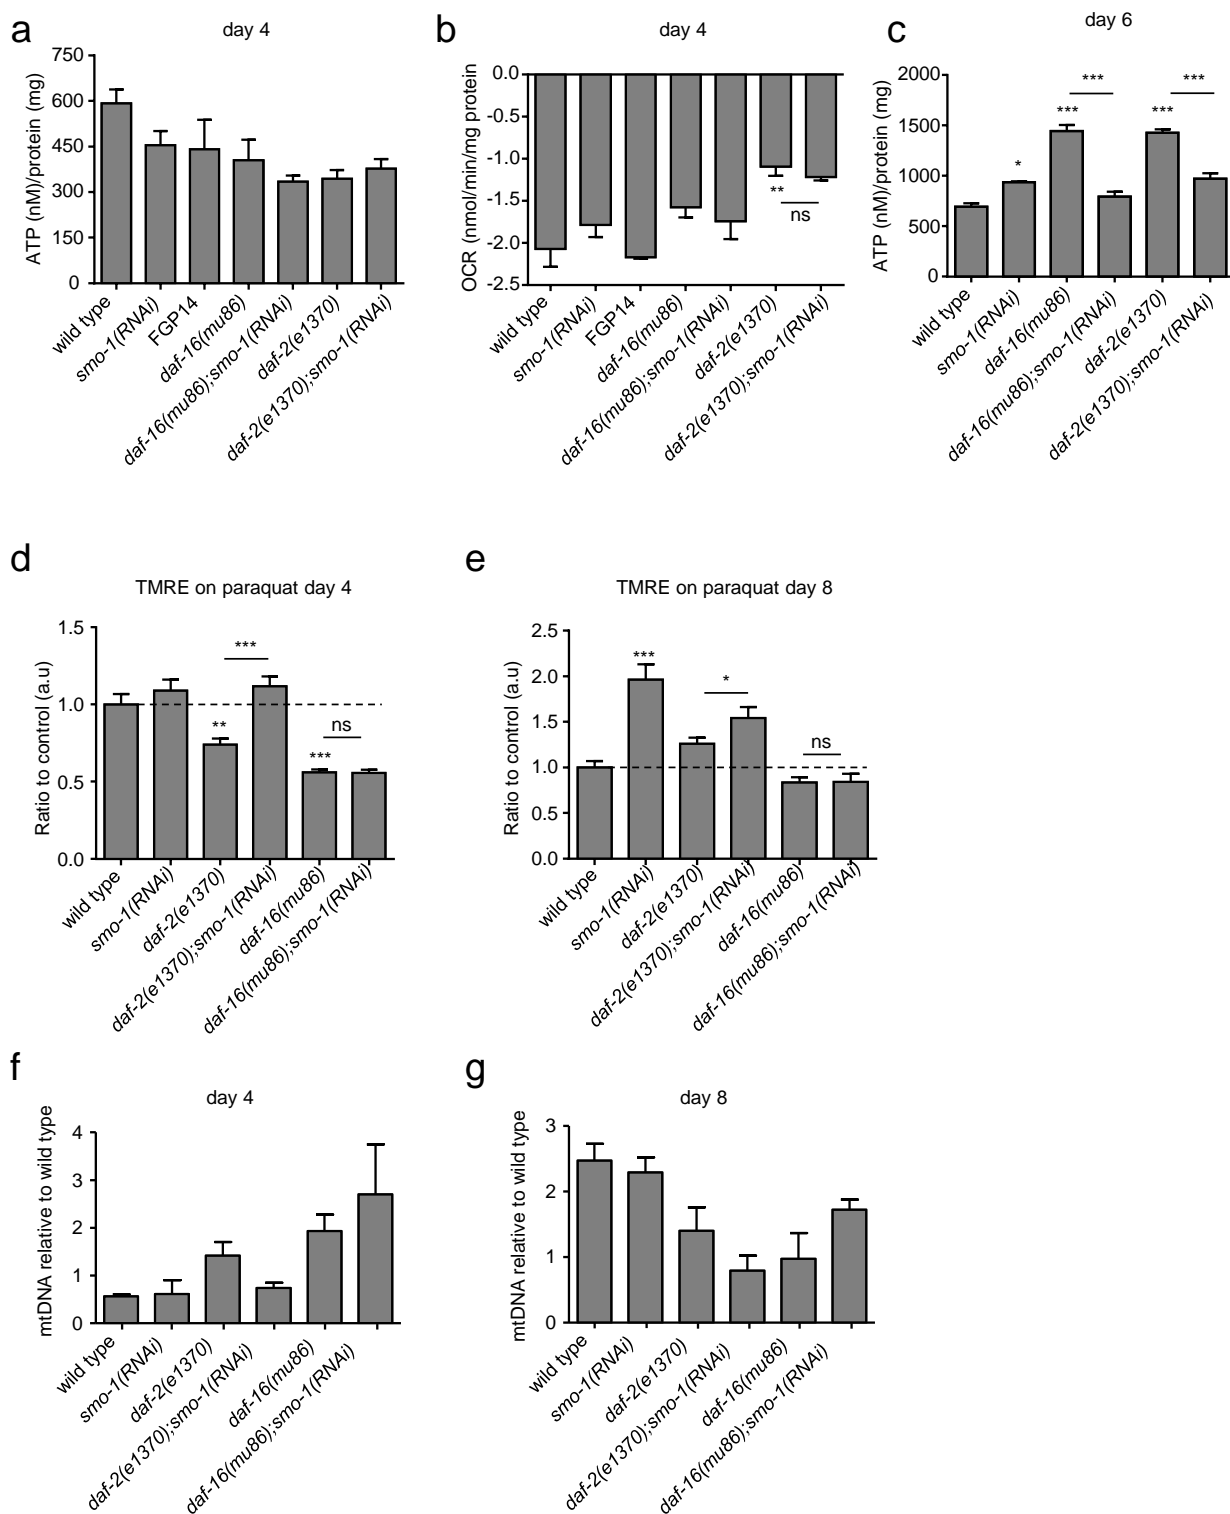 a
day 4
ATP (nM)/protein (mg)
750
600
450
300
150
0
wild type
smo-1(RNAi)
FGP14
daf-16(mu86)
daf-16(mu86);smo-1(RNAi)
daf-2(e1370)
daf-2(e1370);smo-1(RNAi)
b
day 4
OCR (nmol/min/mg protein
0.0
-0.5
-1.0
-1.5
-2.0
-2.5
**
ns
wild type
smo-1(RNAi)
FGP14
daf-16(mu86)
daf-16(mu86);smo-1(RNAi)
daf-2(e1370)
daf-2(e1370);smo-1(RNAi)
c
day 6
ATP (nM)/protein (mg)
2000
1500
1000
500
0
*
***
***
***
***
wild type
smo-1(RNAi)
daf-16(mu86)
daf-16(mu86);smo-1(RNAi)
daf-2(e1370)
daf-2(e1370);smo-1(RNAi)
d
TMRE on paraquat day 4
Ratio to control (a.u)
1.5
1.0
0.5
0.0
**
***
***
ns
wild type
smo-1(RNAi)
daf-2(e1370)
daf-2(e1370);smo-1(RNAi)
daf-16(mu86)
daf-16(mu86);smo-1(RNAi)
e
TMRE on paraquat day 8
Ratio to control (a.u)
2.5
2.0
1.5
1.0
0.5
0.0
***
*
ns
wild type
smo-1(RNAi)
daf-2(e1370)
daf-2(e1370);smo-1(RNAi)
daf-16(mu86)
daf-16(mu86);smo-1(RNAi)
f
day 4
mtDNA relative to wild type
4
3
2
1
0
wild type
smo-1(RNAi)
daf-2(e1370)
daf-2(e1370);smo-1(RNAi)
daf-16(mu86)
daf-16(mu86);smo-1(RNAi)
g
day 8
mtDNA relative to wild type
3
2
1
0
wild type
smo-1(RNAi)
daf-2(e1370)
daf-2(e1370);smo-1(RNAi)
daf-16(mu86)
daf-16(mu86);smo-1(RNAi)